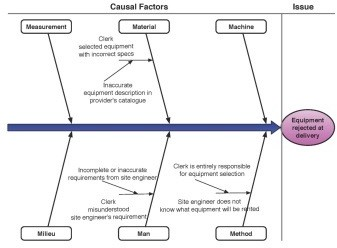 Causal Factors
Issue
Measurement
Material
Machine
Clerk
selected equipment
with incorrect specs
Inaccurate
equipment description in
provider's catalogue
Equipment
rejected at
delivery
Incomplete or inaccurate
requirements from site engineer
Clerk is entirely responsible
for equipment selection
Clerk
misunderstood
site engineer's requirement
Site engineer does not
know what equipment will be rented
Milieu
Man
Method